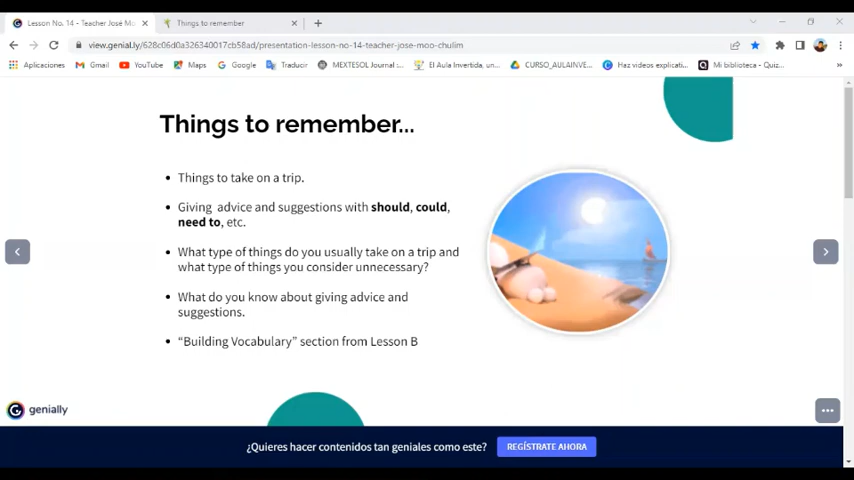 Lesson No. 14 - Teacher José Mo
Things to remember
view.genial.ly/628c06d0a326340017cb58ad/presentation-lesson-no-14-teacher-jose-moo-chulim
Aplicaciones Gmail YouTube Maps Google Traducir MEXTESOL Journal :... El Aula Invertida, un... CURSO_AULAINVE... Haz videos explicati... Mi biblioteca - Quiz... »
Things to remember...
• Things to take on a trip.
• Giving advice and suggestions with should, could,
need to, etc.
• What type of things do you usually take on a trip and
what type of things you consider unnecessary?
• What do you know about giving advice and
suggestions.
• “Building Vocabulary” section from Lesson B
genially
¿Quieres hacer contenidos tan geniales como este? REGÍSTRATE AHORA